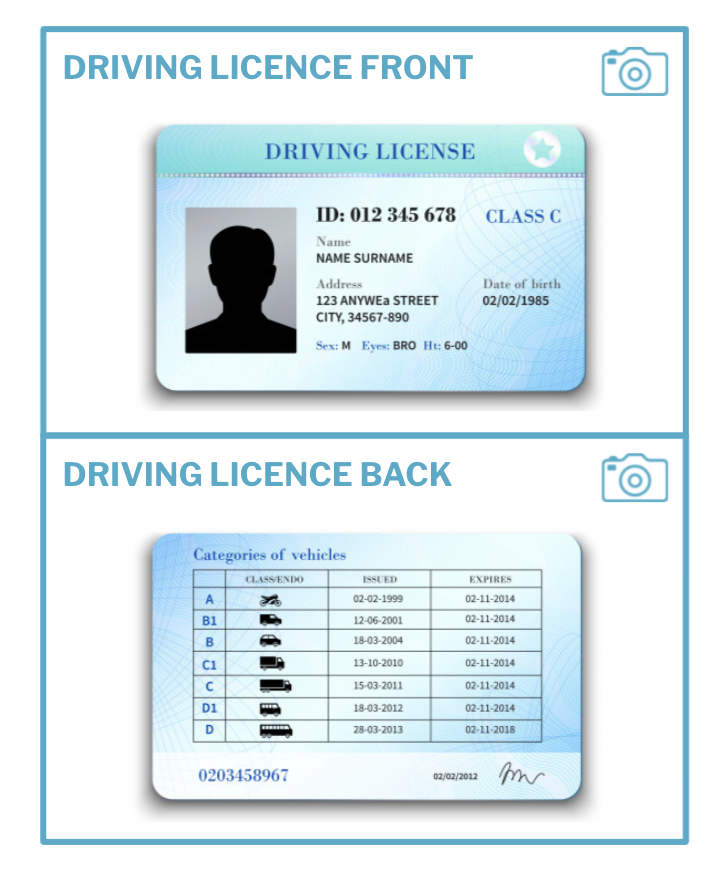 DRIVING LICENCE FRONT
DRIVING LICENSE
ID: 012 345 678 CLASS C
Name
NAME SURNAME
Address Date of birth
123 ANYWEa STREET 02/02/1985
CITY, 34567-890
Sex: M Eyes: BRO Ht: 6-00
DRIVING LICENCE BACK
Categories of vehicles
CLASS/ENDO ISSUED EXPIRES
A 02-02-1999 02-11-2014
B1 12-06-2001 02-11-2014
B 18-03-2004 02-11-2014
C1 13-10-2010 02-11-2014
C 15-03-2011 02-11-2014
D1 18-03-2012 02-11-2014
D 28-03-2013 02-11-2018
0203458967 02/02/2012